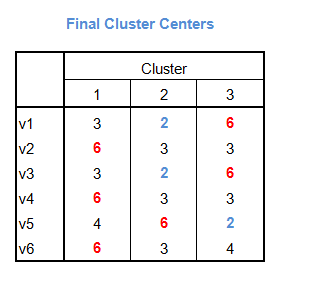 Final Cluster Centers
Cluster
1 2 3
v1 3 2 6
v2 6 3 3
v3 3 2 6
v4 6 3 3
v5 4 6 2
v6 6 3 4